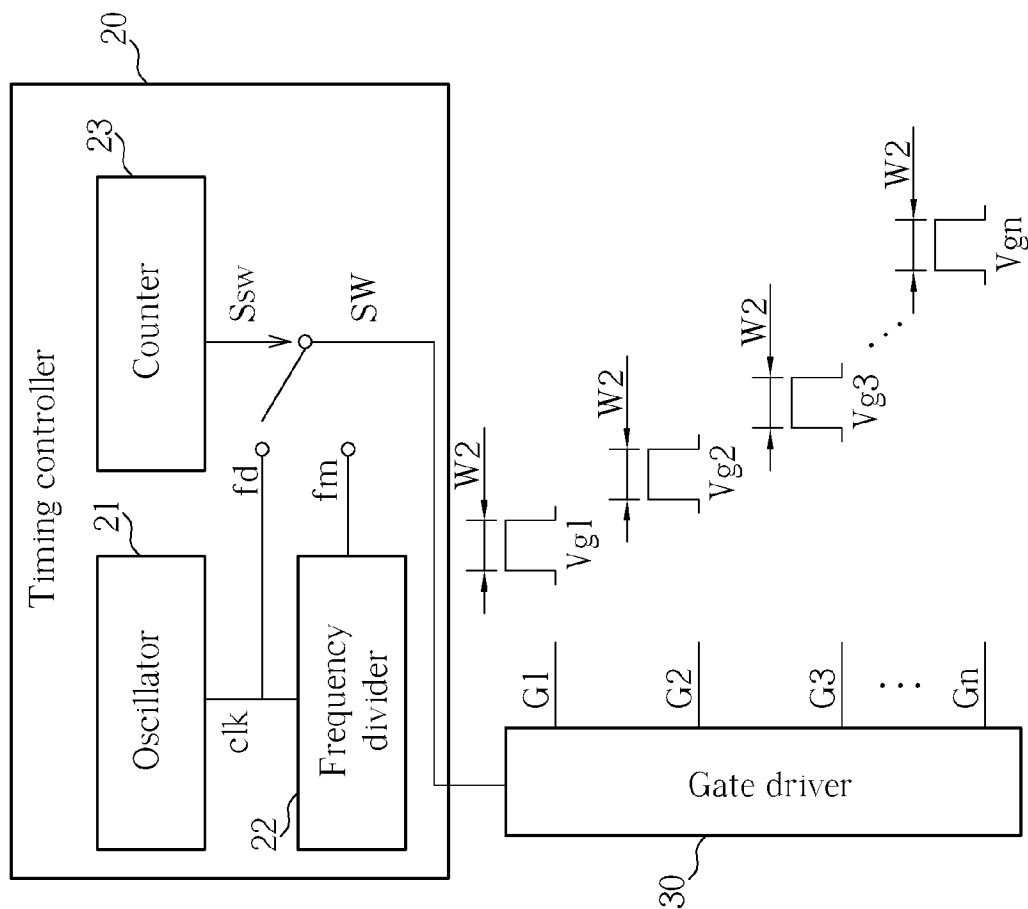 Timing controller
20
21
23
Oscillator
Counter
clk
fd
Ssw
fm
SW
22
Frequency
divider
30
Gate driver
G1
G2
G3
...
Gn
W2
Vg1
W2
Vg2
W2
Vg3
...
W2
Vgn